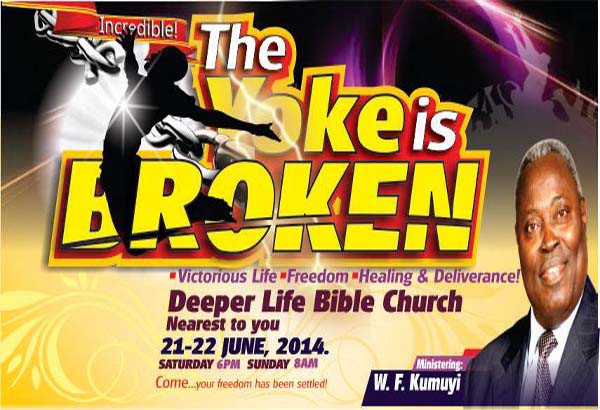 Incredible!
The
Yoke is
BROKEN
▪Victorious Life ▪Freedom ▪Healing & Deliverance!
Deeper Life Bible Church
Nearest to you
21-22 JUNE, 2014.
SATURDAY 6PM SUNDAY 8AM
Come...your freedom has been settled!
Ministering:
W. F. Kumuyi